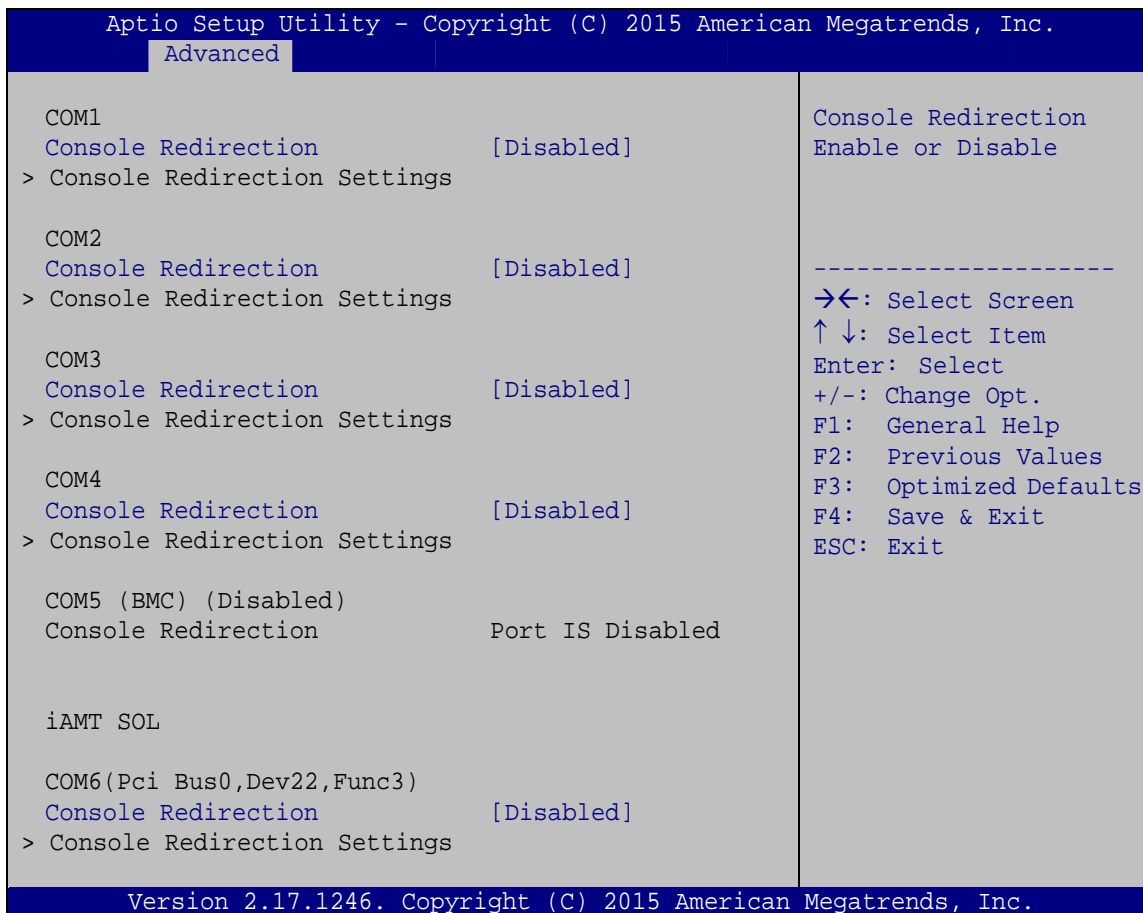 Aptio Setup Utility – Copyright (C) 2015 American Megatrends, Inc.
Advanced
COM1
Console Redirection [Disabled]
> Console Redirection Settings
COM2
Console Redirection [Disabled]
> Console Redirection Settings
COM3
Console Redirection [Disabled]
> Console Redirection Settings
COM4
Console Redirection [Disabled]
> Console Redirection Settings
COM5 (BMC) (Disabled)
Console Redirection Port IS Disabled
iAMT SOL
COM6(Pci Bus0,Dev22,Func3)
Console Redirection [Disabled]
> Console Redirection Settings
Console Redirection
Enable or Disable
---------------------
→←: Select Screen
↑ ↓: Select Item
Enter: Select
+/-: Change Opt.
F1: General Help
F2: Previous Values
F3: Optimized Defaults
F4: Save & Exit
ESC: Exit
Version 2.17.1246. Copyright (C) 2015 American Megatrends, Inc.